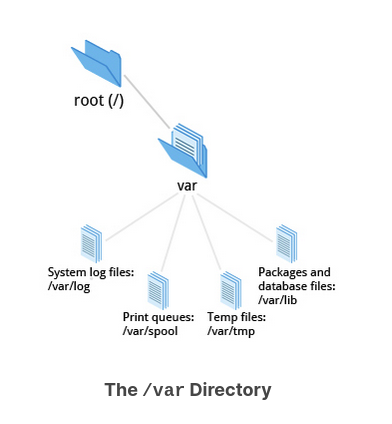 root (/)
var
System log files:
/var/log
Print queues:
/var/spool
Temp files:
/var/tmp
Packages and
database files:
/var/lib
The /var Directory